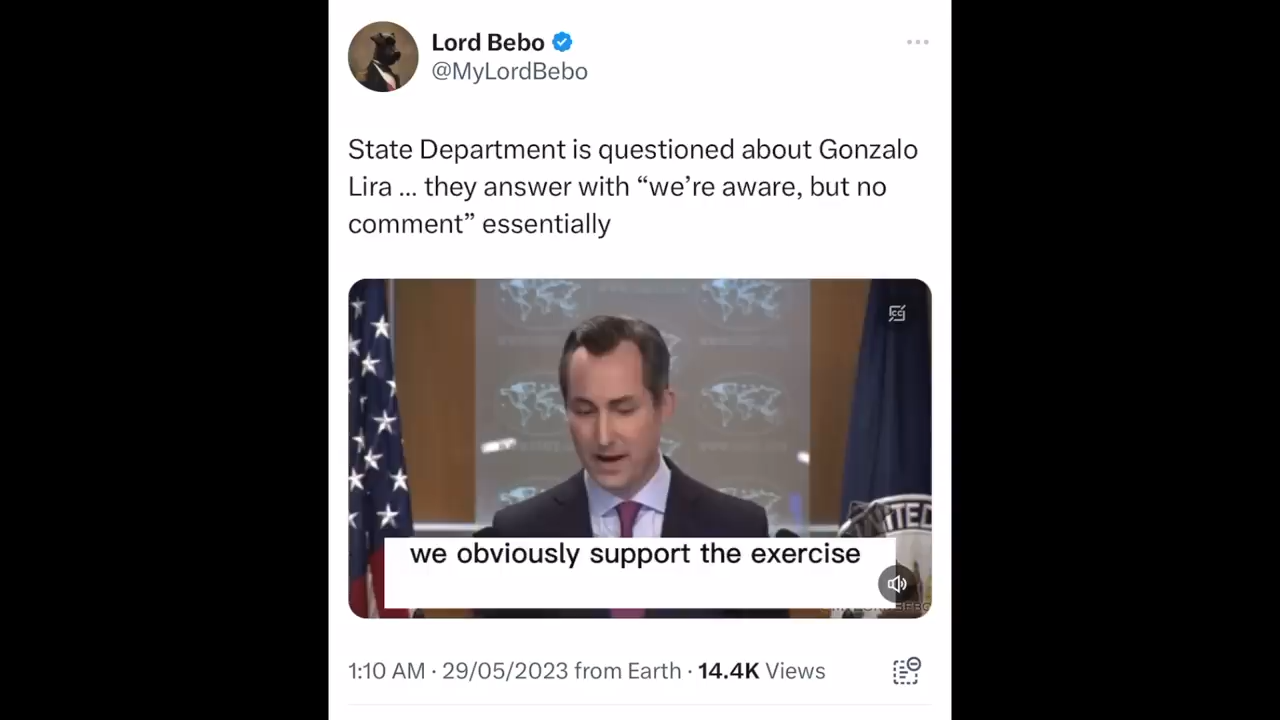 Lord Bebo
@MyLordBebo
State Department is questioned about Gonzalo
Lira ... they answer with “we’re aware, but no
comment” essentially
we obviously support the exercise
1:10 AM · 29/05/2023 from Earth · 14.4K Views